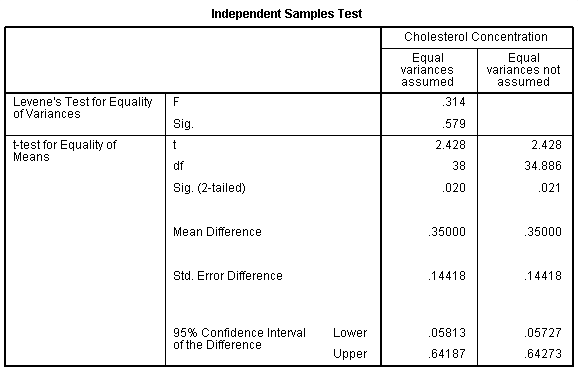 Independent Samples Test
Cholesterol Concentration
Equal variances assumed
Equal variances not assumed
Levene's Test for Equality of Variances
F
.314
Sig.
.579
t-test for Equality of Means
t
2.428
2.428
df
38
34.886
Sig. (2-tailed)
.020
.021
Mean Difference
.35000
.35000
Std. Error Difference
.14418
.14418
95% Confidence Interval of the Difference
Lower
.05813
.05727
Upper
.64187
.64273